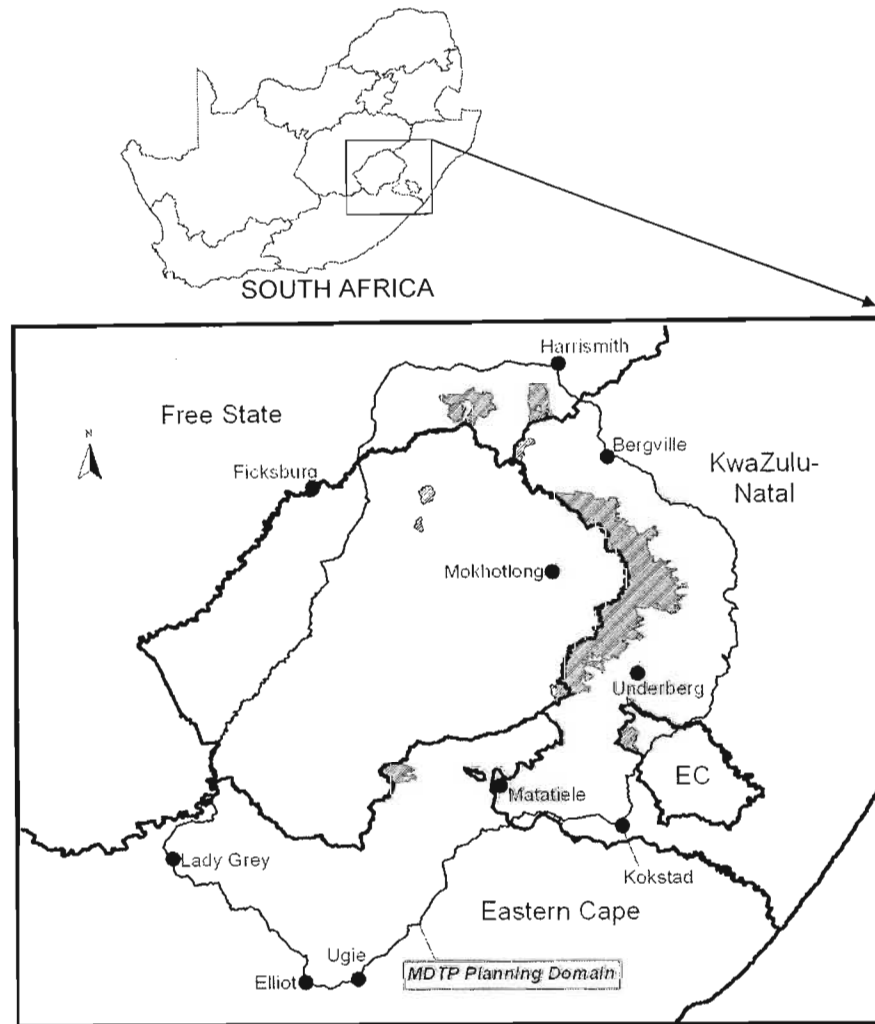 SOUTH AFRICA
Harrismith
Free State
N
Bergville
KwaZulu-
Natal
Ficksburg
Mokhotlong
Underberg
EC
Matatiele
Lady Grey
Kokstad
Eastern Cape
Ugie
MDTP Planning Domain
Elliot